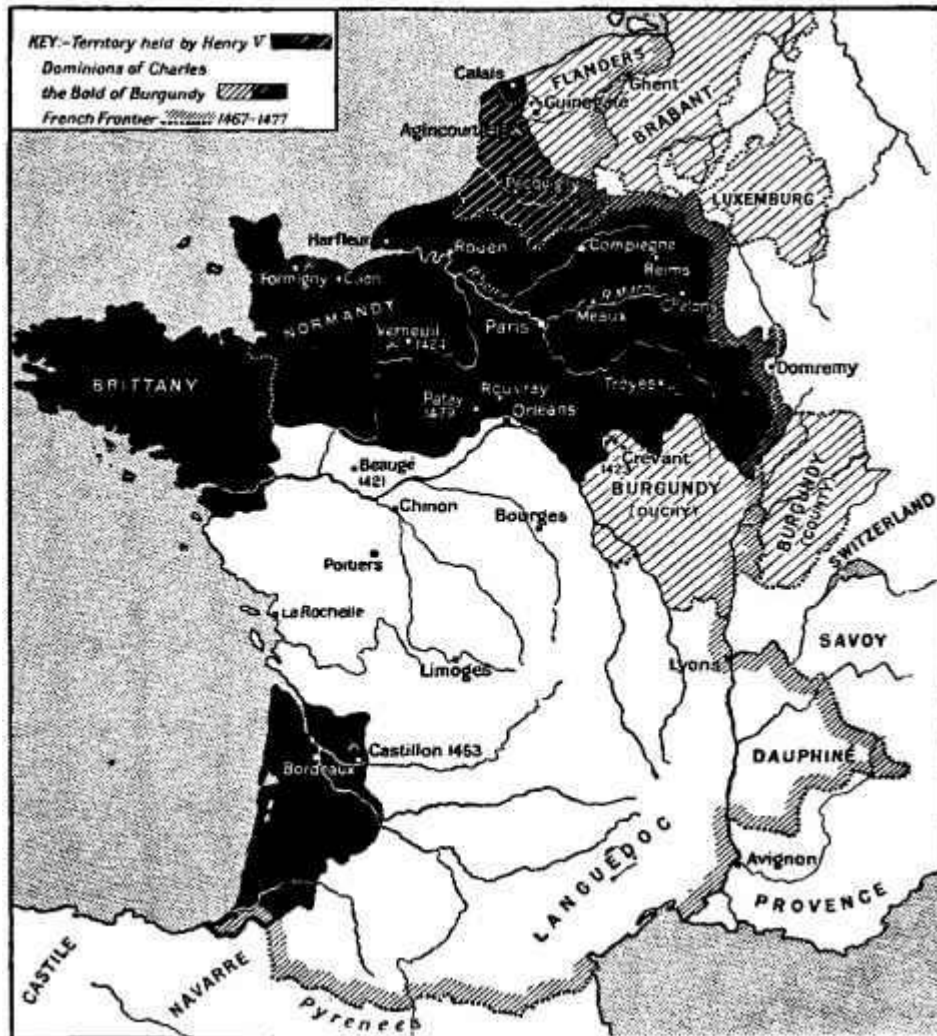 KEY:-Territory held by Henry V
Dominions of Charles
the Bold of Burgundy
French Frontier 1467-1477
Calais
FLANDERS
Ghent
Guinegate
BRABANT
Agincourt
LUXEMBURG
Harfleur
Rouen
Compiegne
Reims
Formigny
Caen
R. Marne
Chalons
NORMANDY
Paris
Meaux
Verneuil
1424
Domremy
BRITTANY
Rouvray
Troyes
Patay
1429
Orleans
Crevant
1423
Beaugé
1421
BURGUNDY
(DUCHY)
BURGUNDY
(COUNTY)
SWITZERLAND
Chinon
Bourges
Poitiers
La Rochelle
SAVOY
Lyons
Limoges
Castillon 1453
Bordeaux
DAUPHINÉ
LANGUEDOC
Avignon
PROVENCE
CASTILE
NAVARRE
Pyrenees